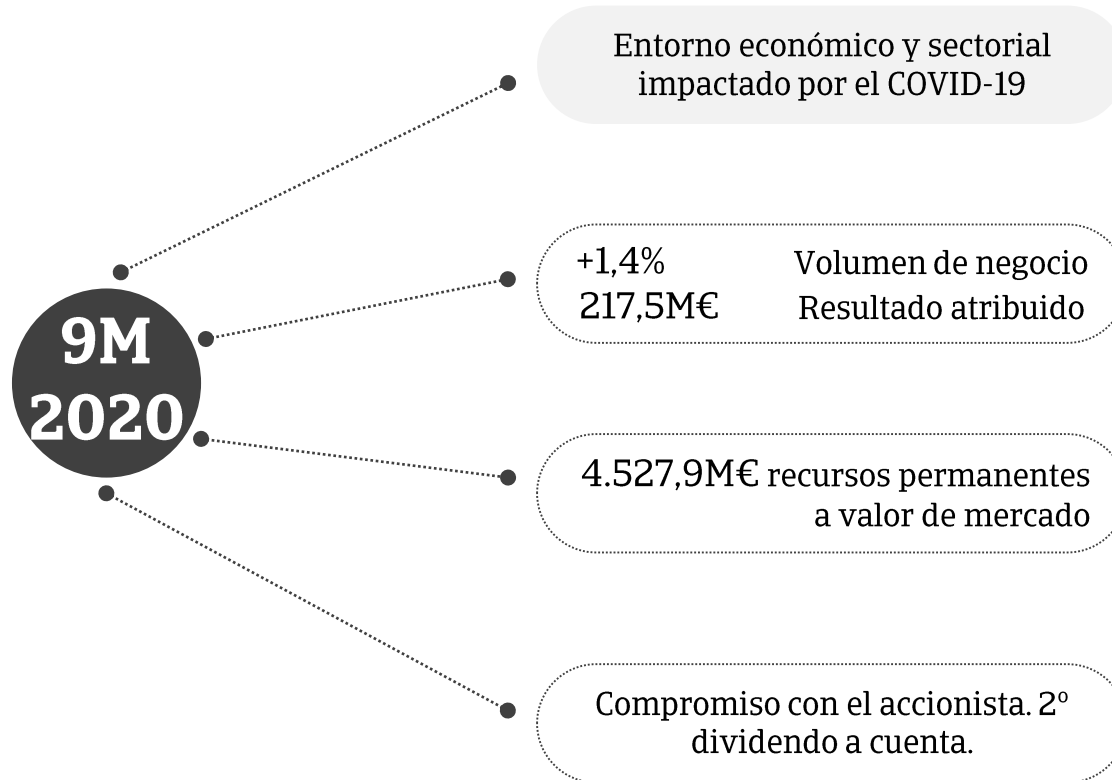 Entorno económico y sectorial
impactado por el COVID-19
+1,4% Volumen de negocio
217,5M€ Resultado atribuido
9M
2020
4.527,9M€ recursos permanentes
a valor de mercado
Compromiso con el accionista. 2º
dividendo a cuenta.